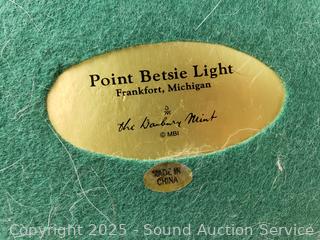 Point Betsie Light
Frankfort, Michigan
the Danbury Mint
© MBI
MADE IN
CHINA
Copyright 2025 - Sound Auction Service